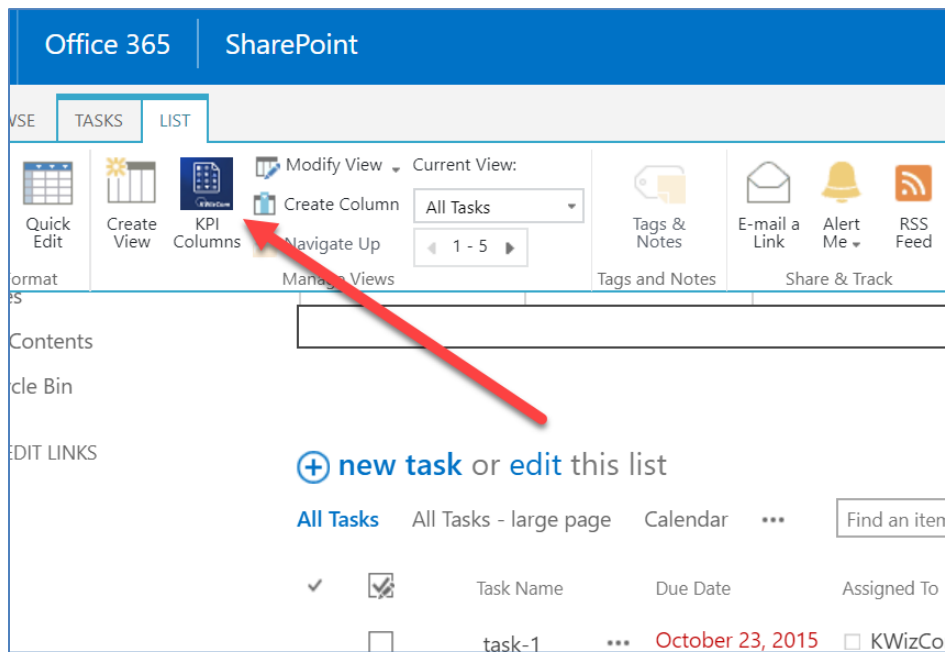 Office 365 SharePoint
WSE TASKS LIST
Quick
Edit
Create
View
KWizCom
KPI
Columns
Modify View
Create Column
Navigate Up
Current View:
All Tasks
1 - 5
Tags &
Notes
E-mail a
Link
Alert
Me
RSS
Feed
ormat
Manage Views
Tags and Notes
Share & Track
es
Contents
cle Bin
EDIT LINKS
new task or edit this list
All Tasks All Tasks - large page Calendar ••• Find an item
Task Name Due Date Assigned To
task-1 ••• October 23, 2015 KWizCo